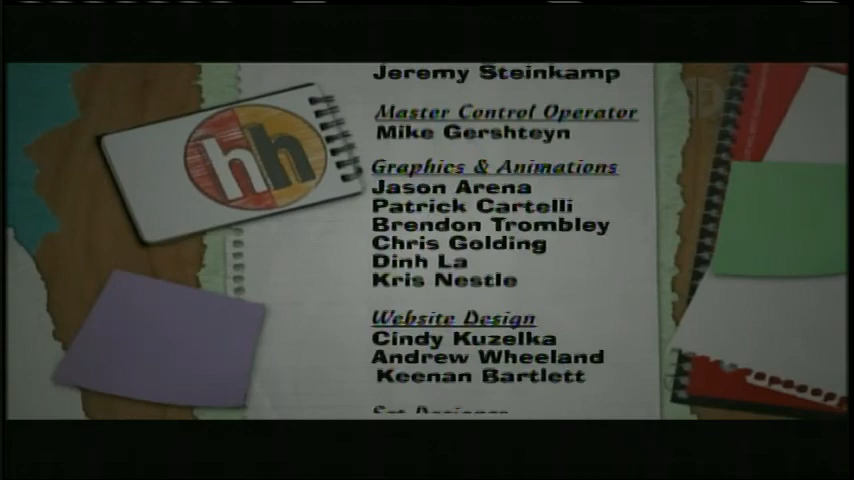 Jeremy Steinkamp
Master Control Operator
Mike Gershteyn
Graphics & Animations
Jason Arena
Patrick Cartelli
Brendon Trombley
Chris Golding
Dinh La
Kris Nestle
Website Design
Cindy Kuzelka
Andrew Wheeland
Keenan Bartlett
hh